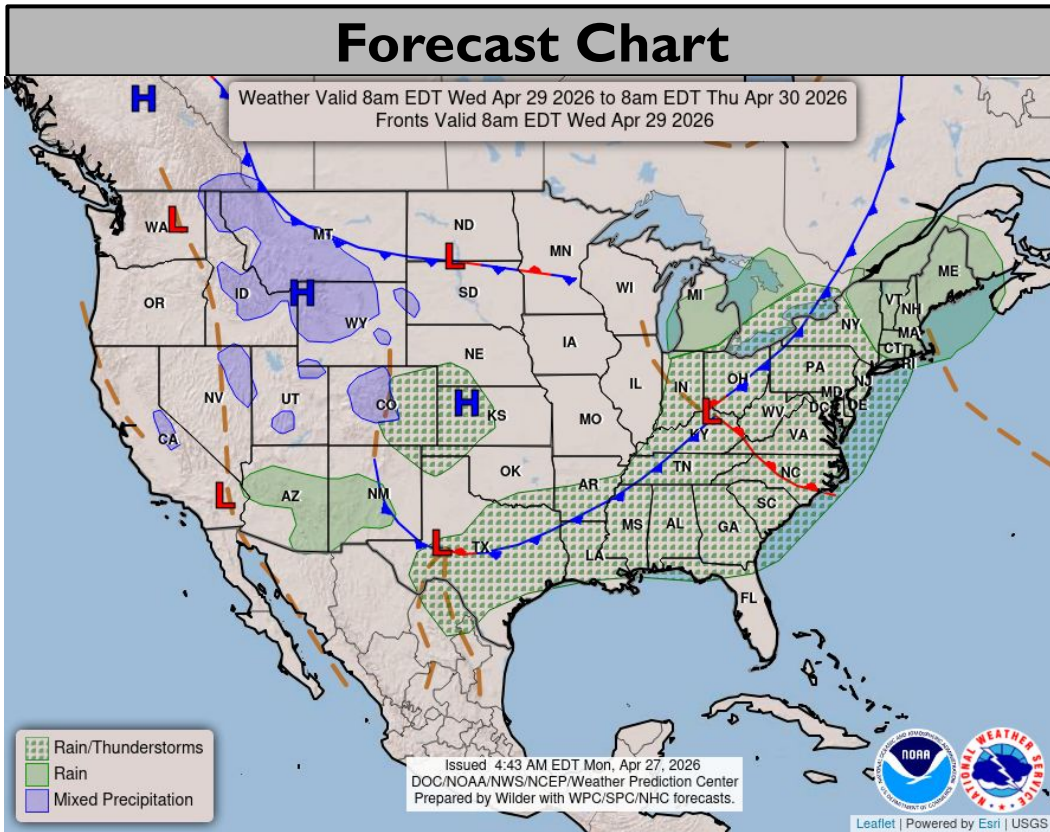 Forecast Chart
Weather Valid 8am EDT Wed Apr 29 2026 to 8am EDT Thu Apr 30 2026
Fronts Valid 8am EDT Wed Apr 29 2026
H
WA
L
MT
ND
MN
ME
OR
ID
H
L
SD
WI
MI
VT
NH
WY
NY
MA
CT
RI
NE
IA
PA
NJ
NV
UT
CO
H
KS
IL
IN
OH
MD
DE
DC
MO
L
WV
VA
CA
KY
OK
TN
NC
L
AZ
NM
AR
SC
MS
AL
GA
L
TX
LA
FL
Rain/Thunderstorms
Rain
Mixed Precipitation
Issued 4:43 AM EDT Mon, Apr 27, 2026
DOC/NOAA/NWS/NCEP/Weather Prediction Center
Prepared by Wilder with WPC/SPC/NHC forecasts.
NOAA
NATIONAL WEATHER SERVICE
Leaflet | Powered by Esri | USGS